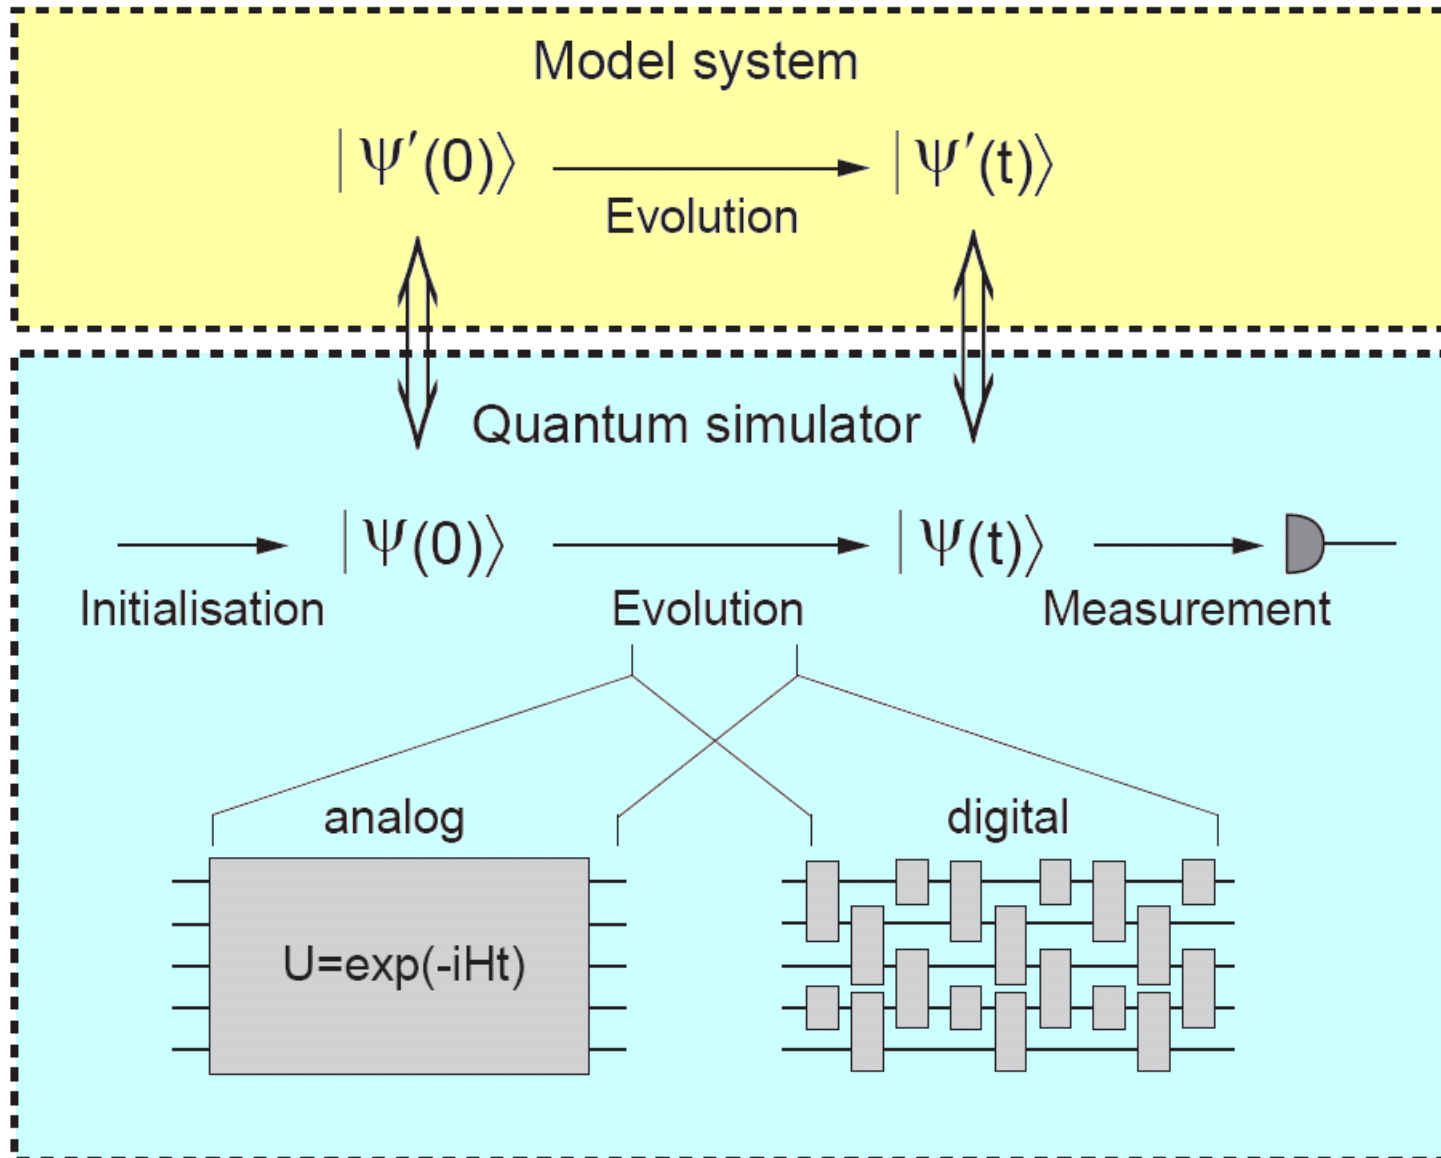 Model system
|Ψ′(0)⟩ |Ψ′(t)⟩
Evolution
Quantum simulator
|Ψ(0)⟩ |Ψ(t)⟩
Initialisation Evolution Measurement
analog digital
U=exp(-iHt)